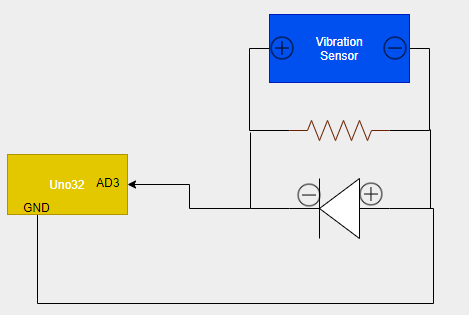 Vibration
Sensor
+
−
−
+
Uno32
AD3
GND